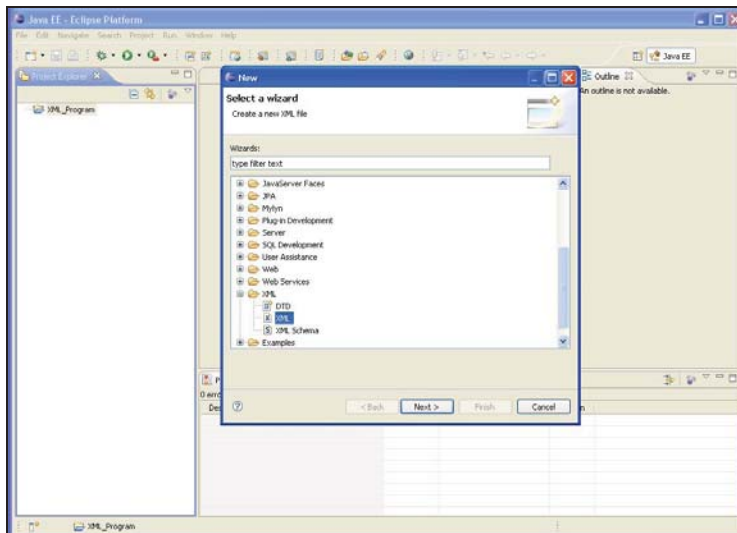 Java EE - Eclipse Platform
File Edit Navigate Search Project Run Window Help
Java EE
Project Explorer
XML_Program
Outline
An outline is not available.
New
Select a wizard
Create a new XML file
Wizards:
type filter text
JavaServer Faces
JPA
Mylyn
Plug-in Development
Server
SQL Development
User Assistance
Web
Web Services
XML
DTD
XML
XML Schema
Examples
< Back Next > Finish Cancel
0 erro
Des
n
XML_Program